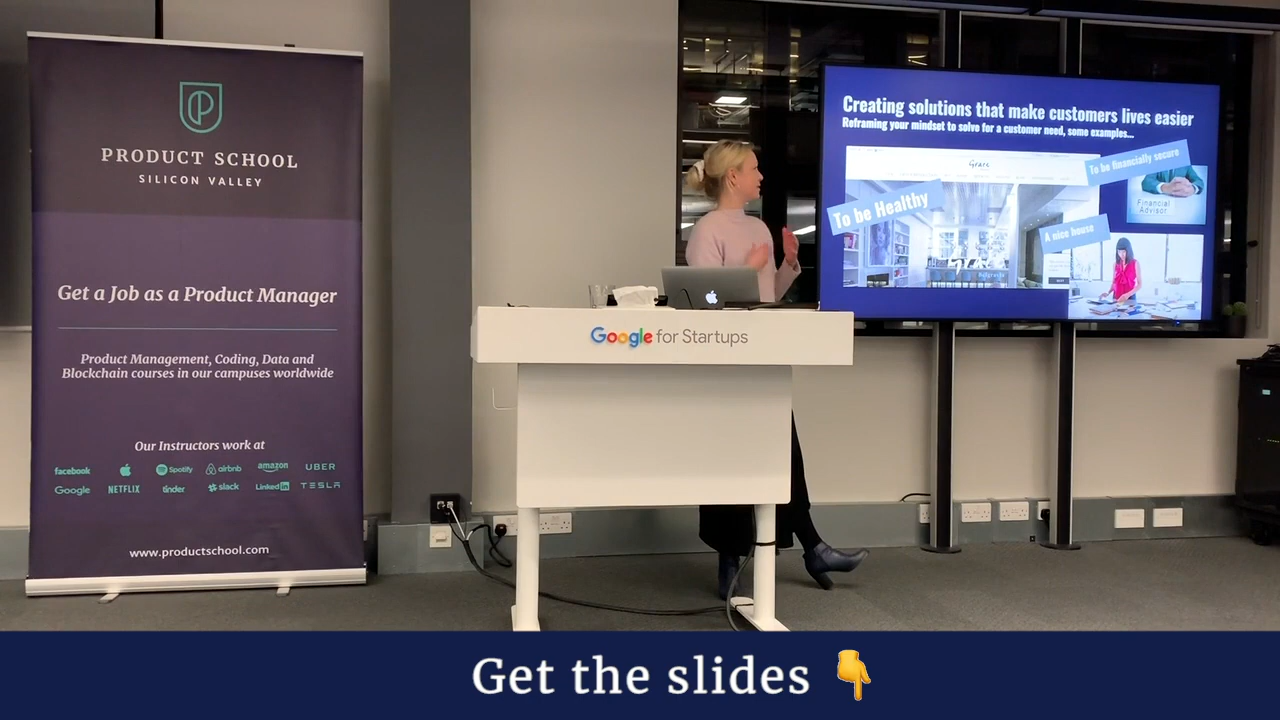 PRODUCT SCHOOL
SILICON VALLEY
Get a Job as a Product Manager
Product Management, Coding, Data and
Blockchain courses in our campuses worldwide
Our Instructors work at
facebook
Spotify
airbnb
amazon
UBER
Google
NETFLIX
tinder
slack
LinkedIn
TESLA
www.productschool.com
Google for Startups
Creating solutions that make customers lives easier
Reframing your mindset to solve for a customer need, some examples...
Grace
To be financially secure
To be Healthy
Financial
Advisor
A nice house
grace
Belgravia
Get the slides 👇